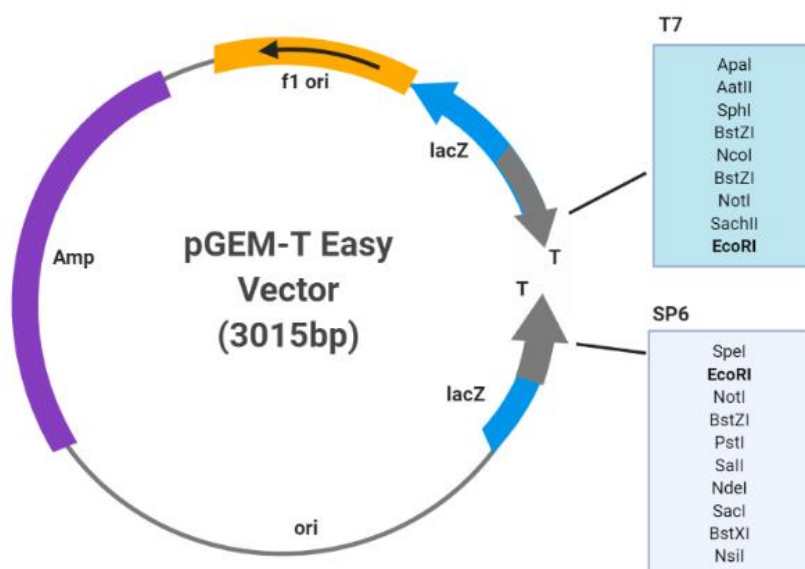 T7
ApaI
AatII
SphI
BstZI
NcoI
BstZI
NotI
SachII
EcoRI
f1 ori
lacZ
Amp
pGEM-T Easy
Vector
(3015bp)
T
T
SP6
SpeI
EcoRI
NotI
BstZI
PstI
SalI
NdeI
SacI
BstXI
NsiI
lacZ
ori